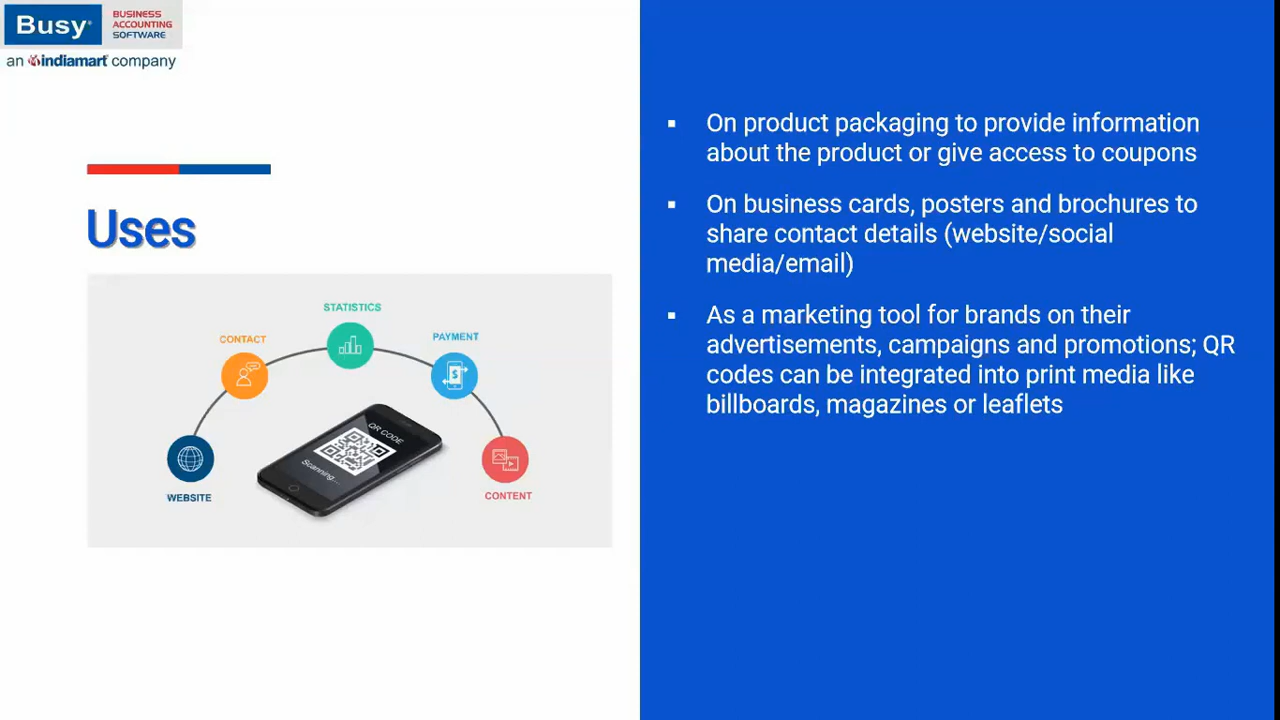 Busy
BUSINESS
ACCOUNTING
SOFTWARE
an indiamart company
Uses
STATISTICS
CONTACT
PAYMENT
QR CODE
Scanning...
WEBSITE
CONTENT
On product packaging to provide information
about the product or give access to coupons
On business cards, posters and brochures to
share contact details (website/social
media/email)
As a marketing tool for brands on their
advertisements, campaigns and promotions; QR
codes can be integrated into print media like
billboards, magazines or leaflets